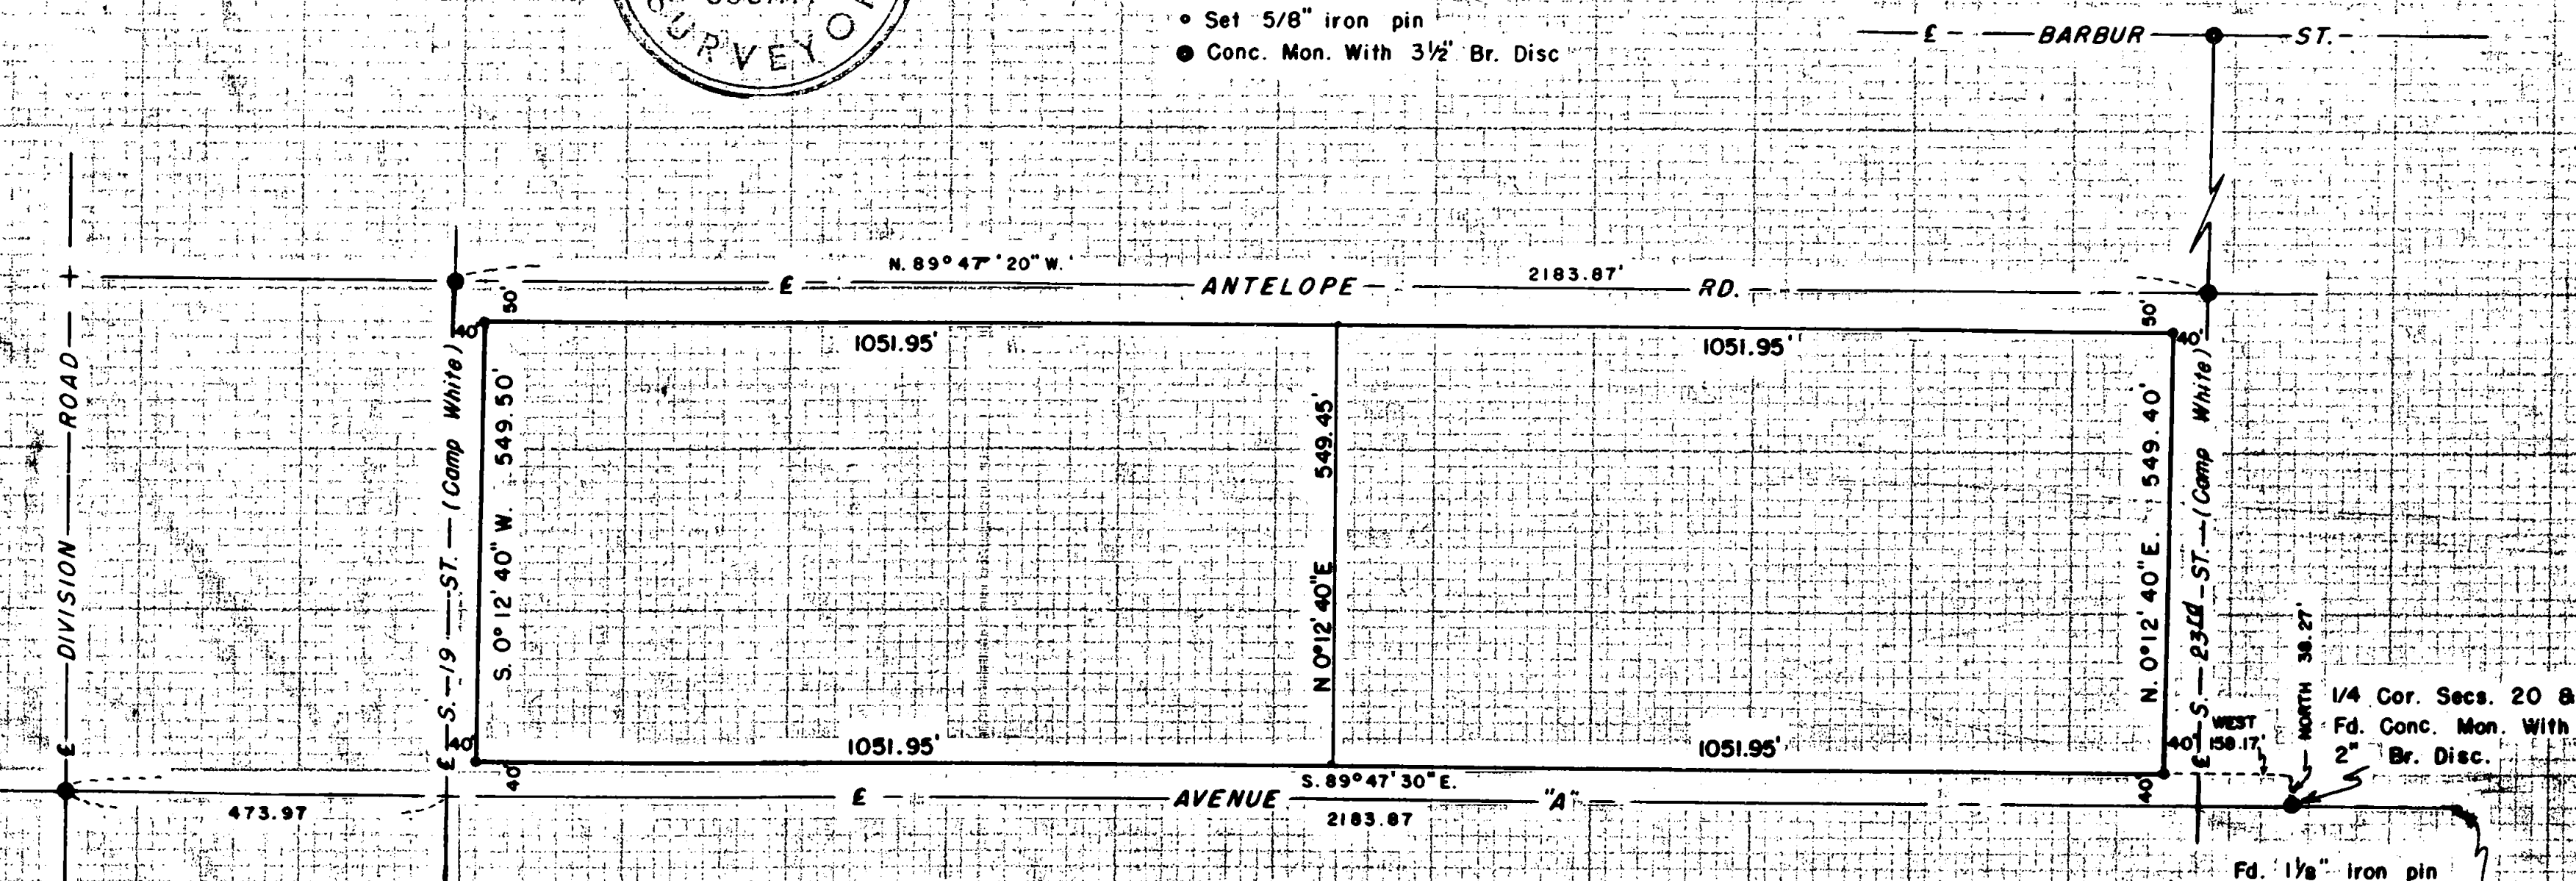 SURVEYOR
Set 5/8" iron pin
Conc. Mon. With 3½" Br. Disc
£ BARBUR ST.
N. 89° 47' 20" W.
2183.87'
£ ANTELOPE RD.
50'
40'
50'
40'
1051.95'
1051.95'
DIVISION ROAD
£
£ S. 19 ST. (Camp White)
S. 0° 12' 40" W. 549.50'
N 0° 12' 40" E 549.45'
N. 0° 12' 40" E. 549.40'
£ S. 23rd ST. (Camp White)
NORTH 38.27'
1/4 Cor. Secs. 20 &
Fd. Conc. Mon. With
2" Br. Disc.
WEST
158.17'
40'
40'
1051.95'
1051.95'
40'
40'
S. 89° 47' 30" E.
£ AVENUE "A"
473.97
2183.87
Fd. 1⅛" iron pin